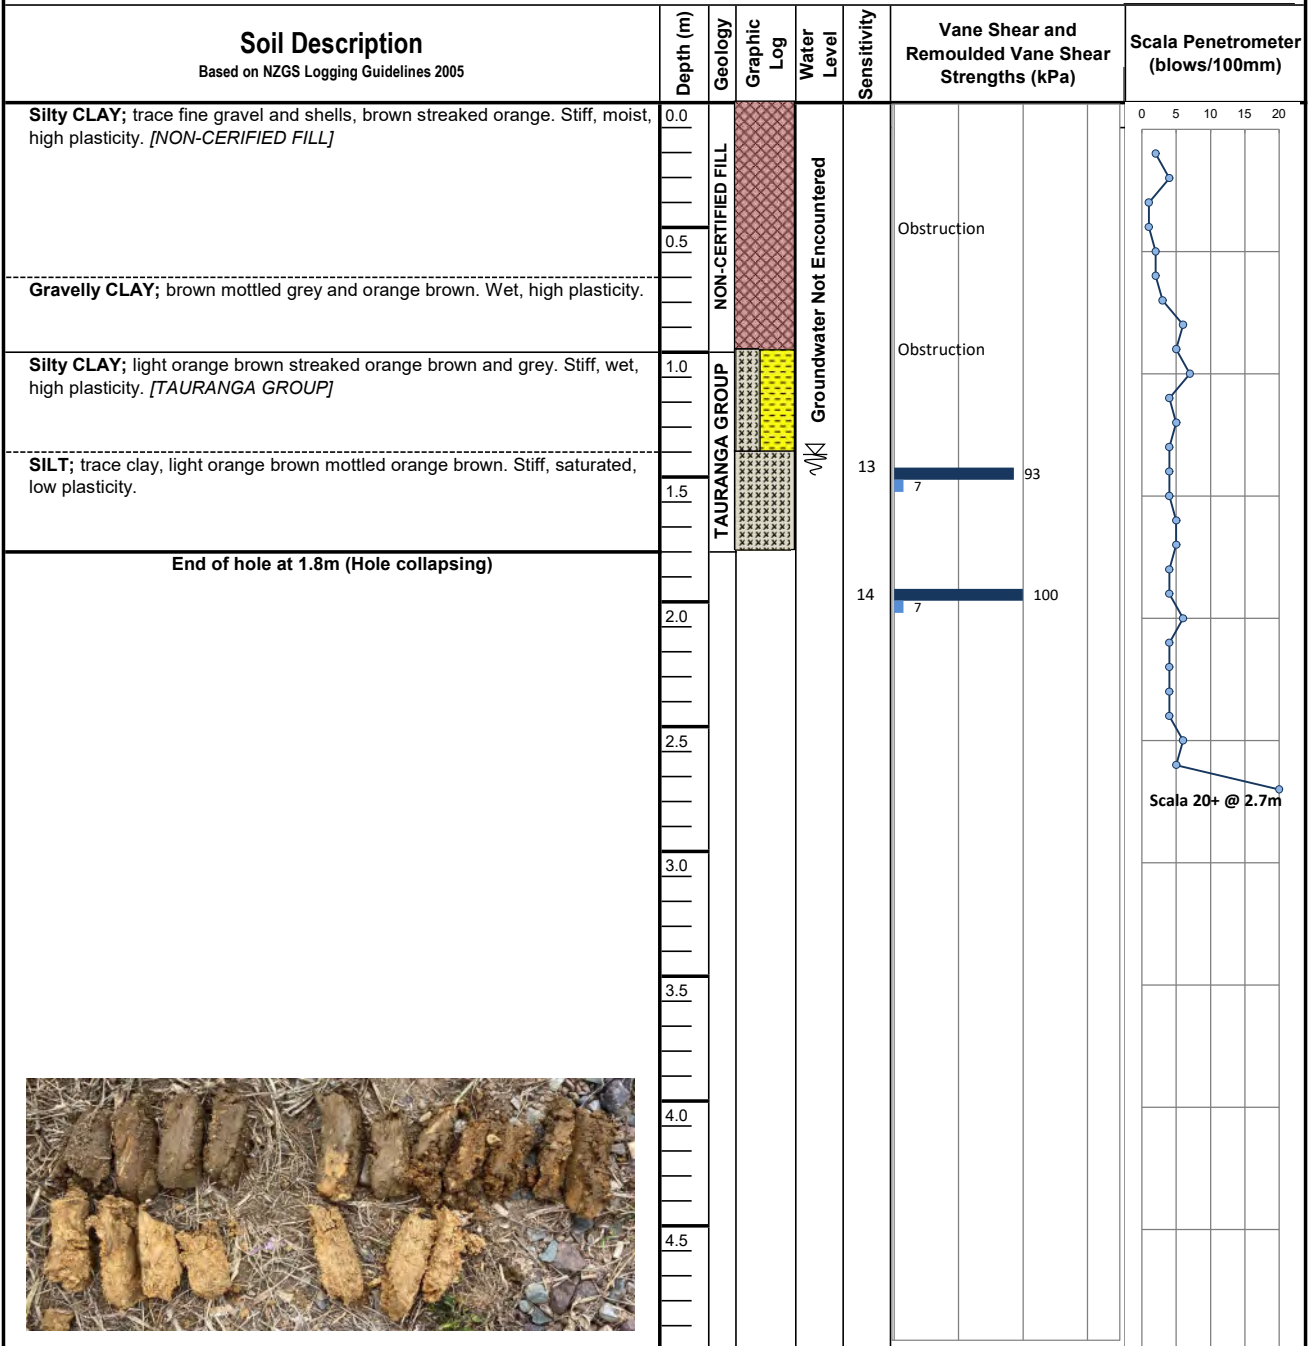 Soil Description
Based on NZGS Logging Guidelines 2005
Depth (m)
Geology
Graphic
Log
Water
Level
Sensitivity
Vane Shear and
Remoulded Vane Shear
Strengths (kPa)
Scala Penetrometer
(blows/100mm)
0 5 10 15 20
Silty CLAY; trace fine gravel and shells, brown streaked orange. Stiff, moist,
high plasticity. [NON-CERIFIED FILL]
Gravelly CLAY; brown mottled grey and orange brown. Wet, high plasticity.
Silty CLAY; light orange brown streaked orange brown and grey. Stiff, wet,
high plasticity. [TAURANGA GROUP]
SILT; trace clay, light orange brown mottled orange brown. Stiff, saturated,
low plasticity.
End of hole at 1.8m (Hole collapsing)
0.0
0.5
1.0
1.5
2.0
2.5
3.0
3.5
4.0
4.5
NON-CERTIFIED FILL
TAURANGA GROUP
Groundwater Not Encountered
13
14
Obstruction
Obstruction
93
7
100
7
Scala 20+ @ 2.7m